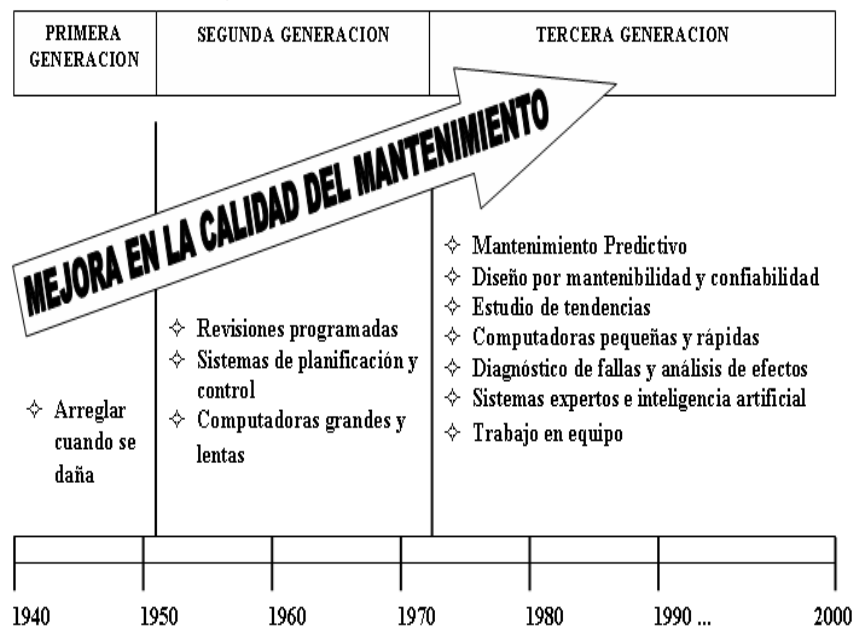 PRIMERA
GENERACION
SEGUNDA GENERACION
TERCERA GENERACION
MEJORA EN LA CALIDAD DEL MANTENIMIENTO
Arreglar
cuando se
daña
Revisiones programadas
Sistemas de planificación y
control
Computadoras grandes y
lentas
Mantenimiento Predictivo
Diseño por mantenibilidad y confiabilidad
Estudio de tendencias
Computadoras pequeñas y rápidas
Diagnóstico de fallas y análisis de efectos
Sistemas expertos e inteligencia artificial
Trabajo en equipo
1940 1950 1960 1970 1980 1990 ... 2000